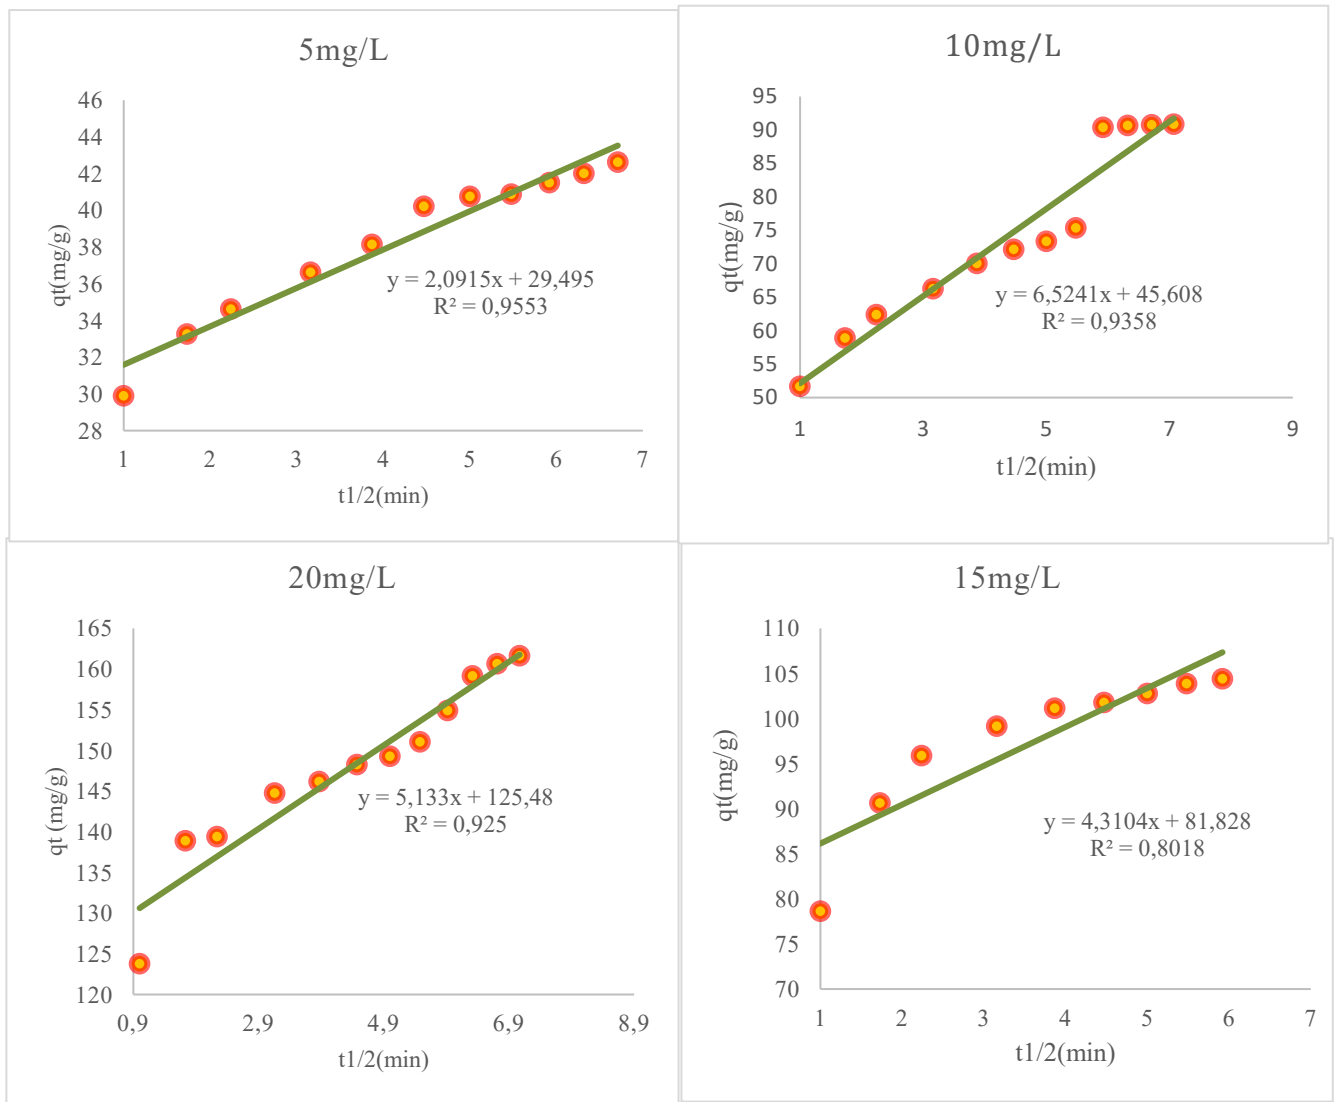 5mg/L
qt(mg/g)
46
44
42
40
38
36
34
32
30
28
y = 2,0915x + 29,495
R² = 0,9553
1 2 3 4 5 6 7
t1/2(min)
10mg/L
qt(mg/g)
95
90
85
80
75
70
65
60
55
50
y = 6,5241x + 45,608
R² = 0,9358
1 3 5 7 9
t1/2(min)
20mg/L
qt (mg/g)
165
160
155
150
145
140
135
130
125
120
y = 5,133x + 125,48
R² = 0,925
0,9 2,9 4,9 6,9 8,9
t1/2(min)
15mg/L
qt(mg/g)
110
105
100
95
90
85
80
75
70
y = 4,3104x + 81,828
R² = 0,8018
1 2 3 4 5 6 7
t1/2(min)